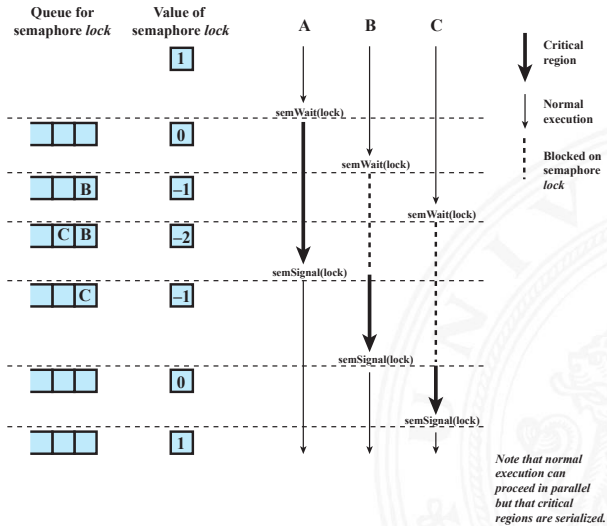 Queue for semaphore lock
Value of semaphore lock
A B C
1
Critical region
semWait(lock)
Normal execution
0
semWait(lock)
Blocked on semaphore lock
B −1
semWait(lock)
C B −2
semSignal(lock)
C −1
semSignal(lock)
0
semSignal(lock)
1
Note that normal
execution can
proceed in parallel
but that critical
regions are serialized.